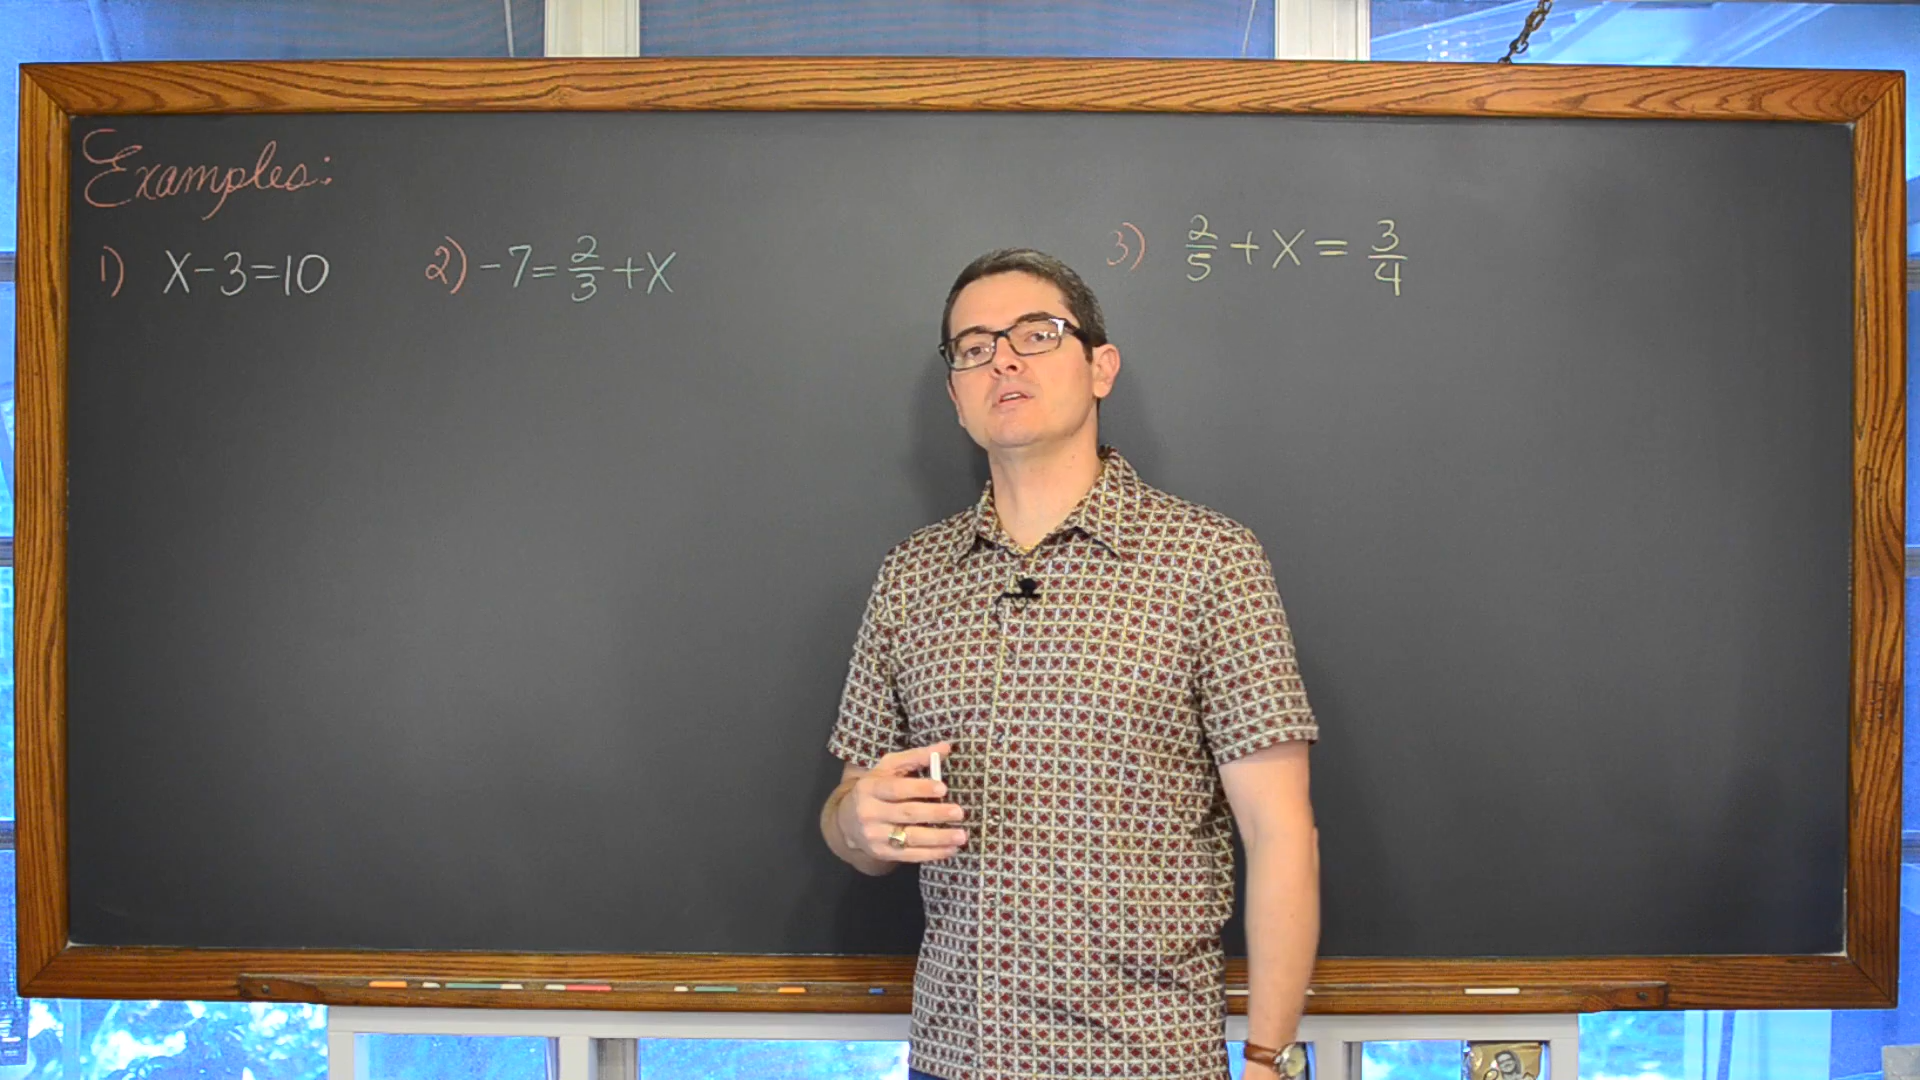 Examples:
1) X-3=10
2) -7=2/3+X
3) 2/5+X=3/4